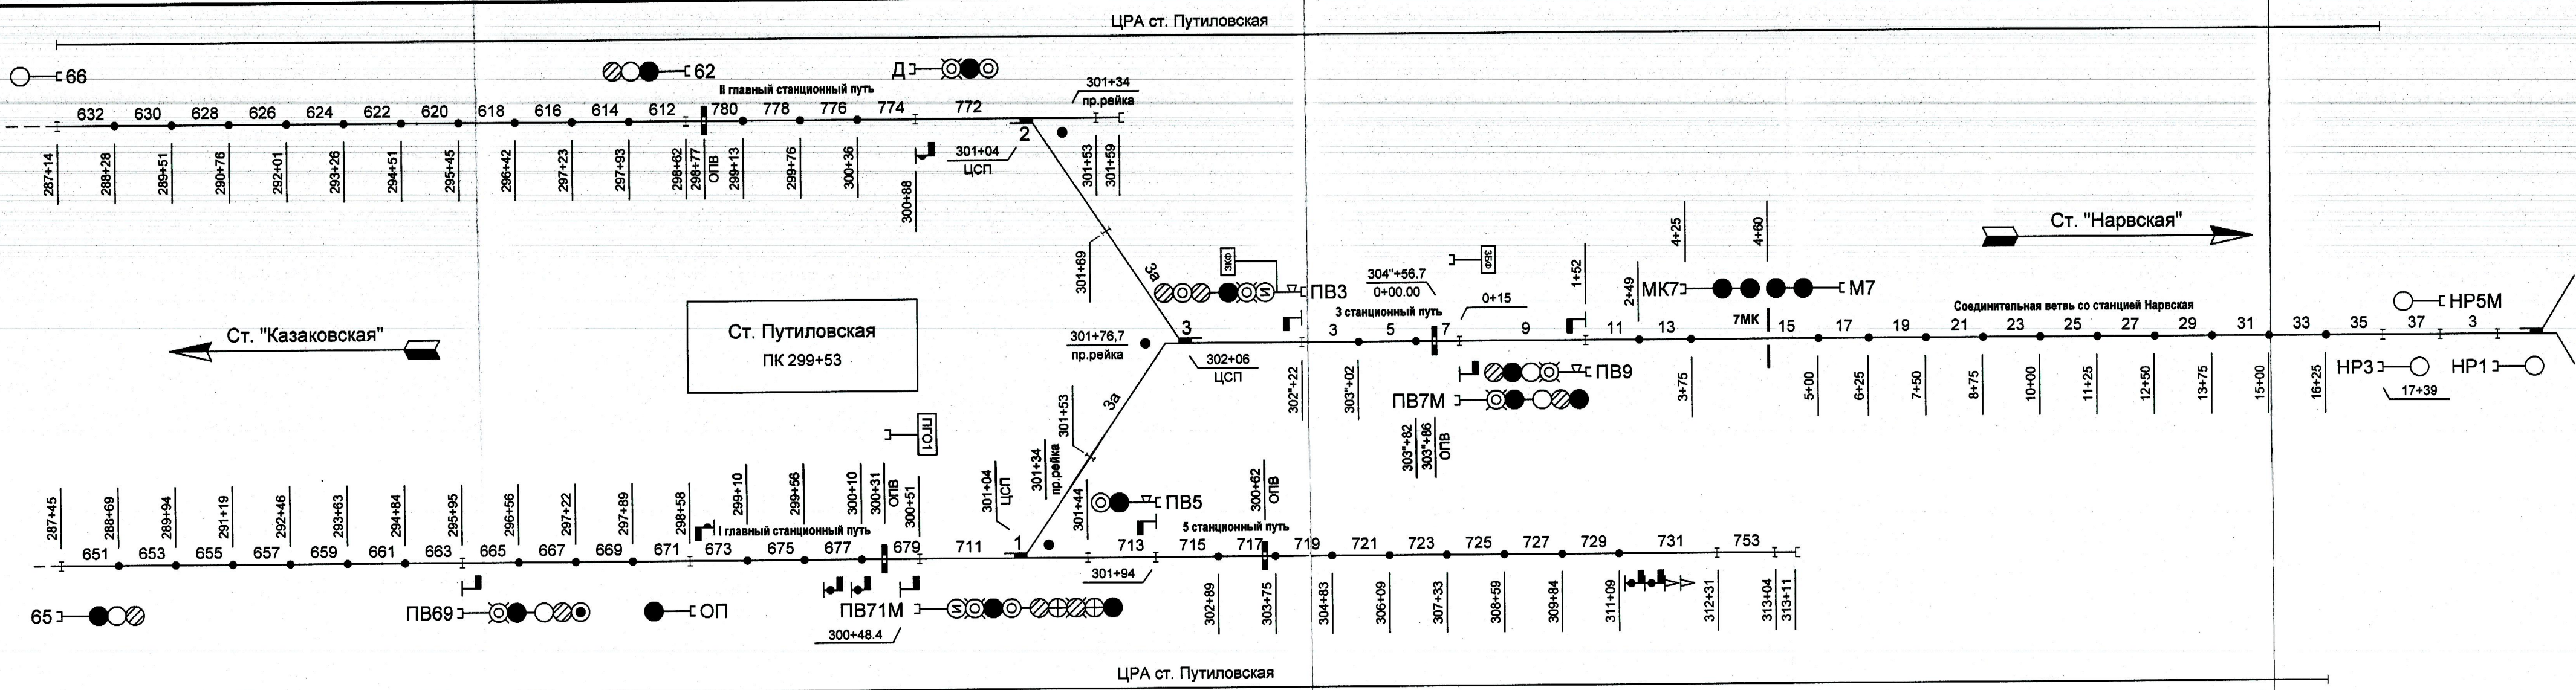 ЦРА ст. Путиловская
66
62
Д
301+34
пр.рейка
II главный станционный путь
632 630 628 626 624 622 620 618 616 614 612 780 778 776 774 772
2
287+14 288+28 289+51 290+76 292+01 293+26 294+51 295+45 296+42 297+23 297+93 298+62 298+77 ОПВ 299+13 299+76 300+36 300+88
301+04
ЦСП
301+53 301+59
301+69
3а
ЗКФ
ПВ3
304"+56.7
0+00.00
ЗБФ
0+15
1+52
2+49
4+25
4+60
МК7
М7
Ст. "Нарвская"
Соединительная ветвь со станцией Нарвская
НР5М
3 станционный путь
7МК
3
3 5 7 9 11 13 15 17 19 21 23 25 27 29 31 33 35 37 3
Ст. "Казаковская"
Ст. Путиловская
ПК 299+53
301+76,7
пр.рейка
302+06
ЦСП
302"+22 303"+02
ПВ9
ПВ7М
303"+82 303"+86 ОПВ
3+75 5+00 6+25 7+50 8+75 10+00 11+25 12+50 13+75 15+00 16+25
НР3
17+39
НР1
3а
301+53
ПГО1
301+34
пр.рейка
301+44
301+04
ЦСП
287+45 288+69 289+94 291+19 292+46 293+63 294+84 295+95 296+56 297+22 297+89 298+58 299+10 299+56 300+10 300+31 ОПВ 300+51
ПВ5
300+62
ОПВ
I главный станционный путь
5 станционный путь
651 653 655 657 659 661 663 665 667 669 671 673 675 677 679 711 1 713 715 717 719 721 723 725 727 729 731 753
301+94
65
ПВ69
ОП
ПВ71М
300+48.4
302+89 303+75 304+83 306+09 307+33 308+59 309+84 311+09 312+31 313+04 313+11
ЦРА ст. Путиловская